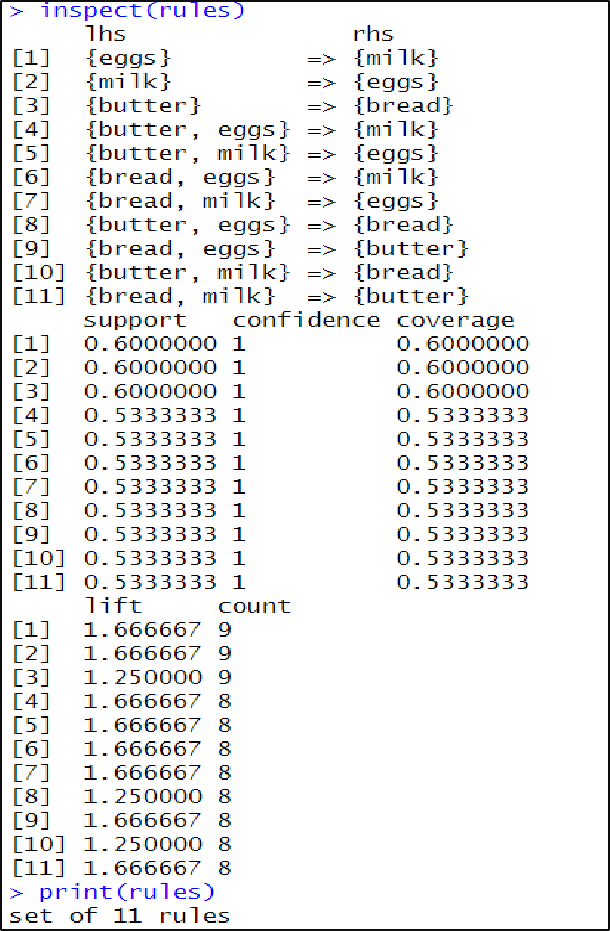 > inspect(rules)
lhs rhs
[1] {eggs} => {milk}
[2] {milk} => {eggs}
[3] {butter} => {bread}
[4] {butter, eggs} => {milk}
[5] {butter, milk} => {eggs}
[6] {bread, eggs} => {milk}
[7] {bread, milk} => {eggs}
[8] {butter, eggs} => {bread}
[9] {bread, eggs} => {butter}
[10] {butter, milk} => {bread}
[11] {bread, milk} => {butter}
support confidence coverage
[1] 0.6000000 1 0.6000000
[2] 0.6000000 1 0.6000000
[3] 0.6000000 1 0.6000000
[4] 0.5333333 1 0.5333333
[5] 0.5333333 1 0.5333333
[6] 0.5333333 1 0.5333333
[7] 0.5333333 1 0.5333333
[8] 0.5333333 1 0.5333333
[9] 0.5333333 1 0.5333333
[10] 0.5333333 1 0.5333333
[11] 0.5333333 1 0.5333333
lift count
[1] 1.666667 9
[2] 1.666667 9
[3] 1.250000 9
[4] 1.666667 8
[5] 1.666667 8
[6] 1.666667 8
[7] 1.666667 8
[8] 1.250000 8
[9] 1.666667 8
[10] 1.250000 8
[11] 1.666667 8
> print(rules)
set of 11 rules